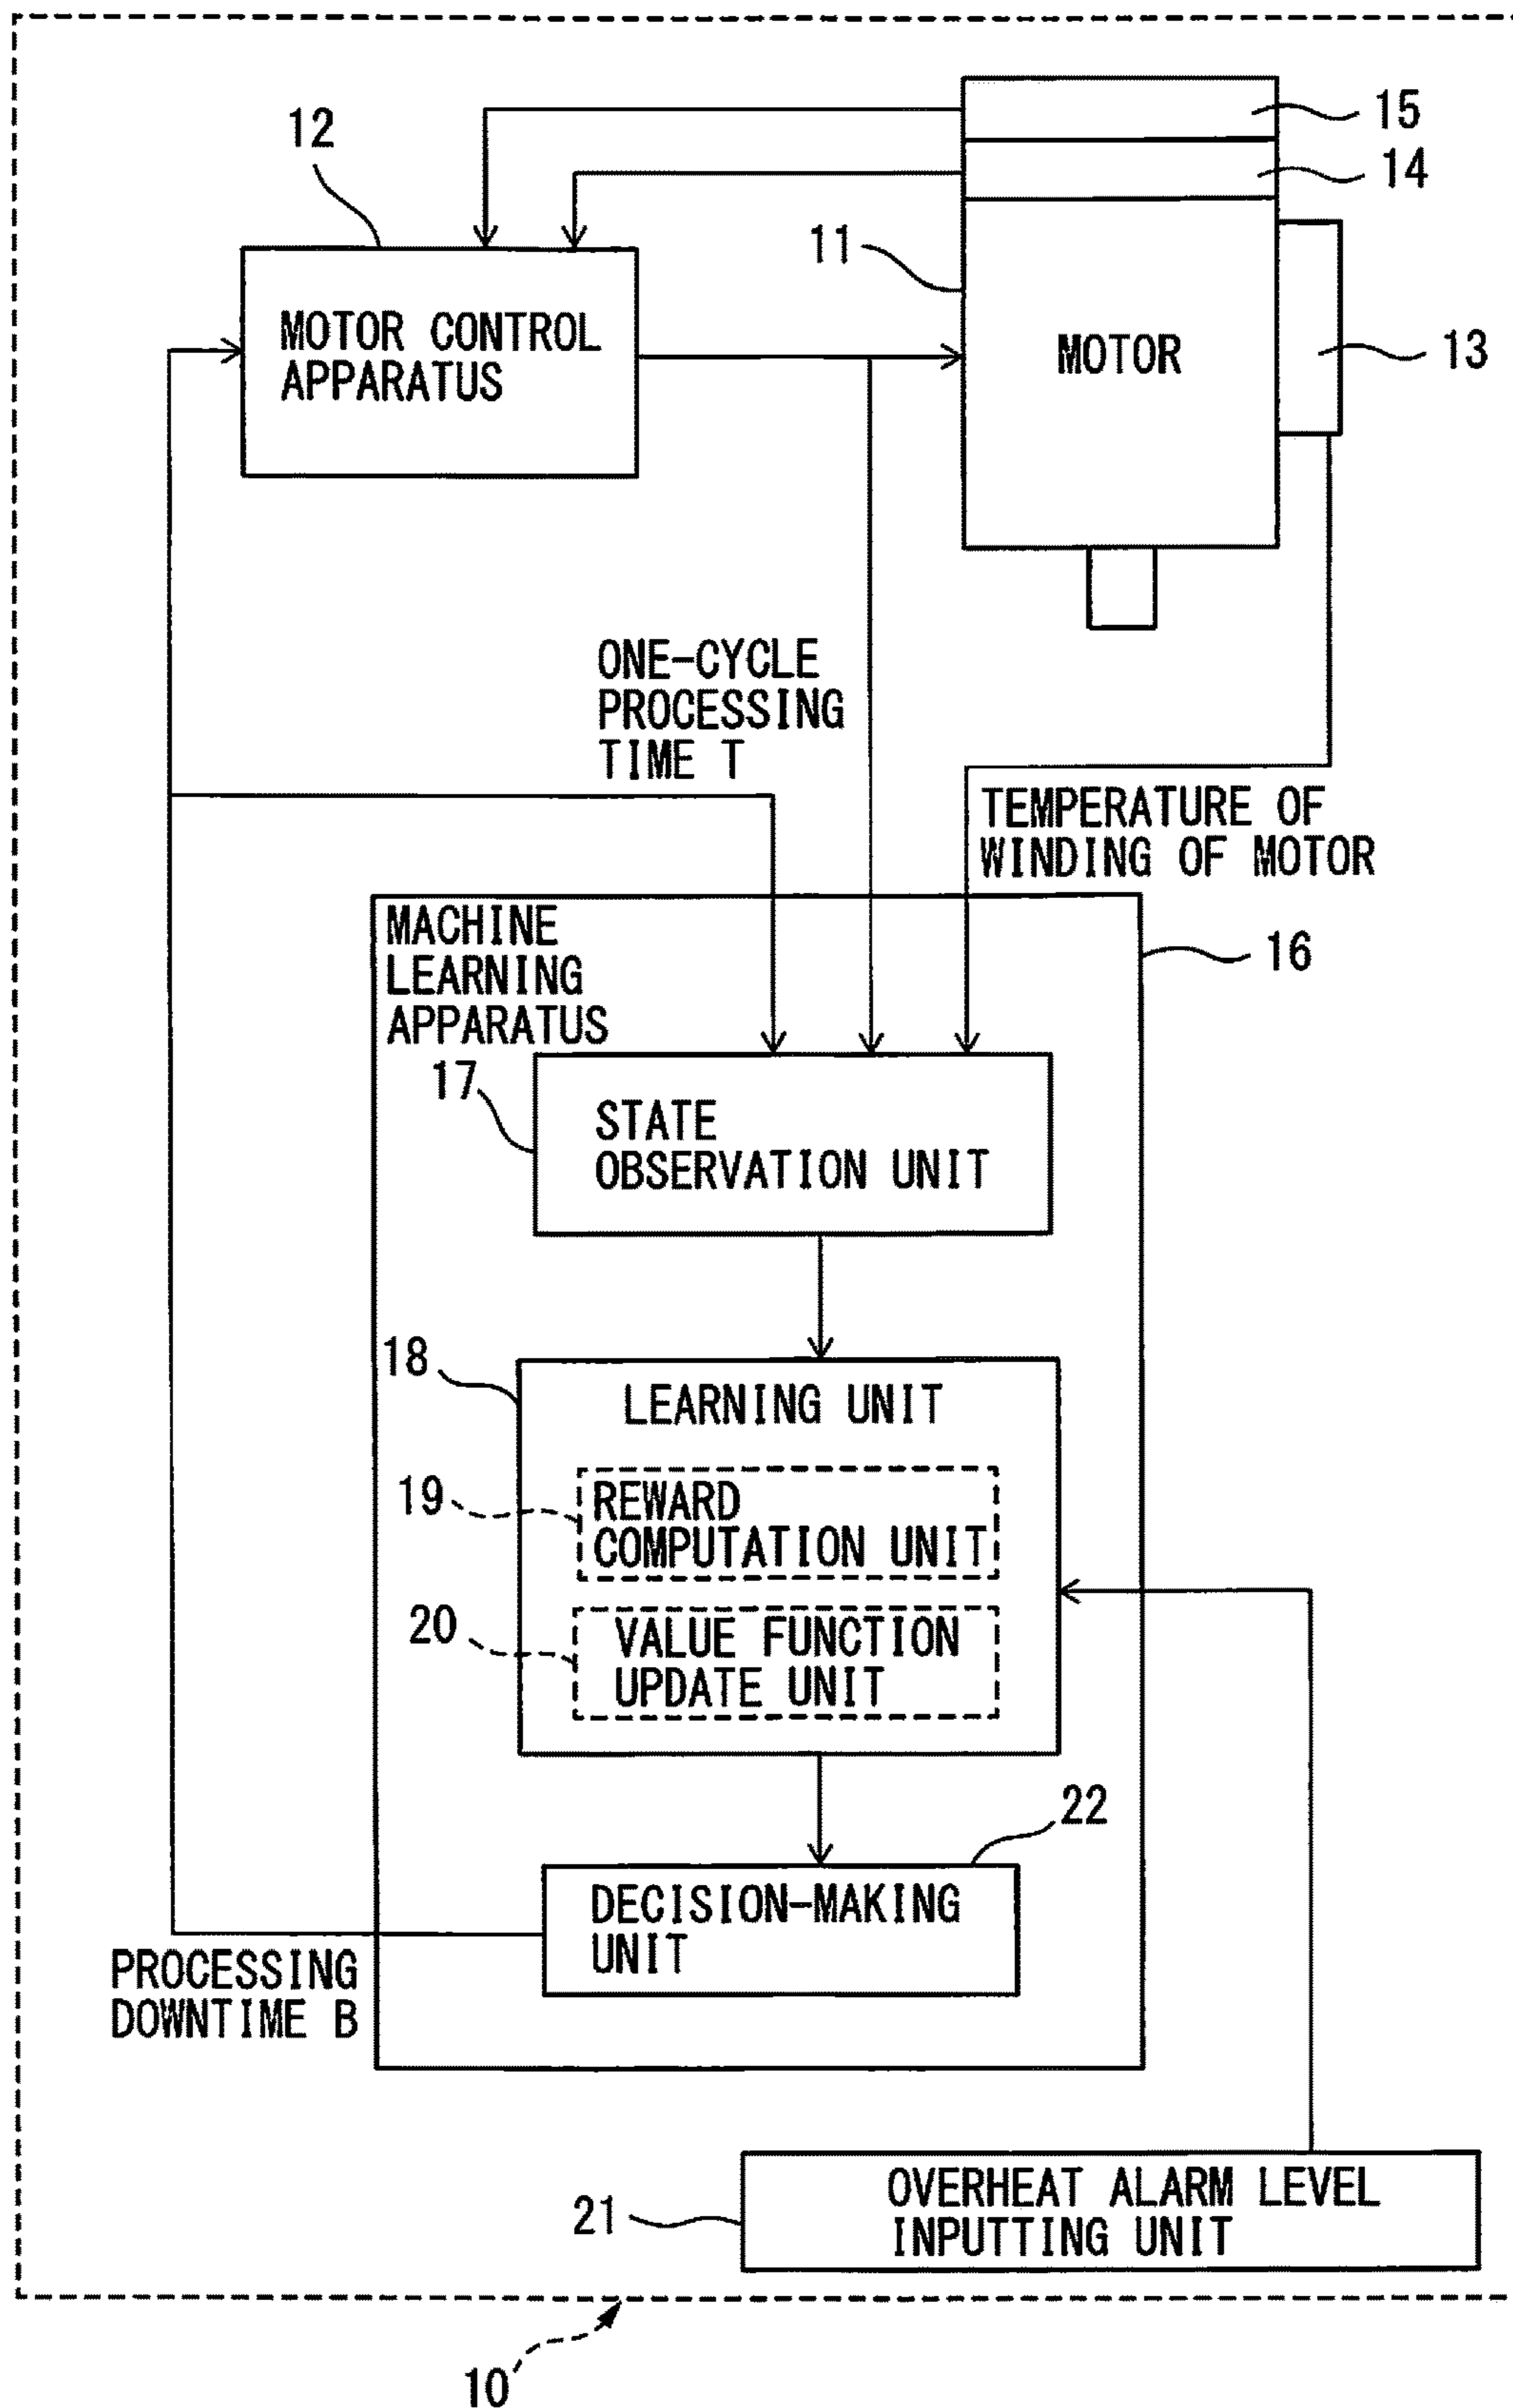 15
12
14
11
MOTOR CONTROL
APPARATUS
MOTOR
13
ONE-CYCLE
PROCESSING
TIME T
TEMPERATURE OF
WINDING OF MOTOR
MACHINE
LEARNING
APPARATUS
16
17
STATE
OBSERVATION UNIT
18
LEARNING UNIT
19
REWARD
COMPUTATION UNIT
20
VALUE FUNCTION
UPDATE UNIT
22
DECISION-MAKING
UNIT
PROCESSING
DOWNTIME B
21
OVERHEAT ALARM LEVEL
INPUTTING UNIT
10